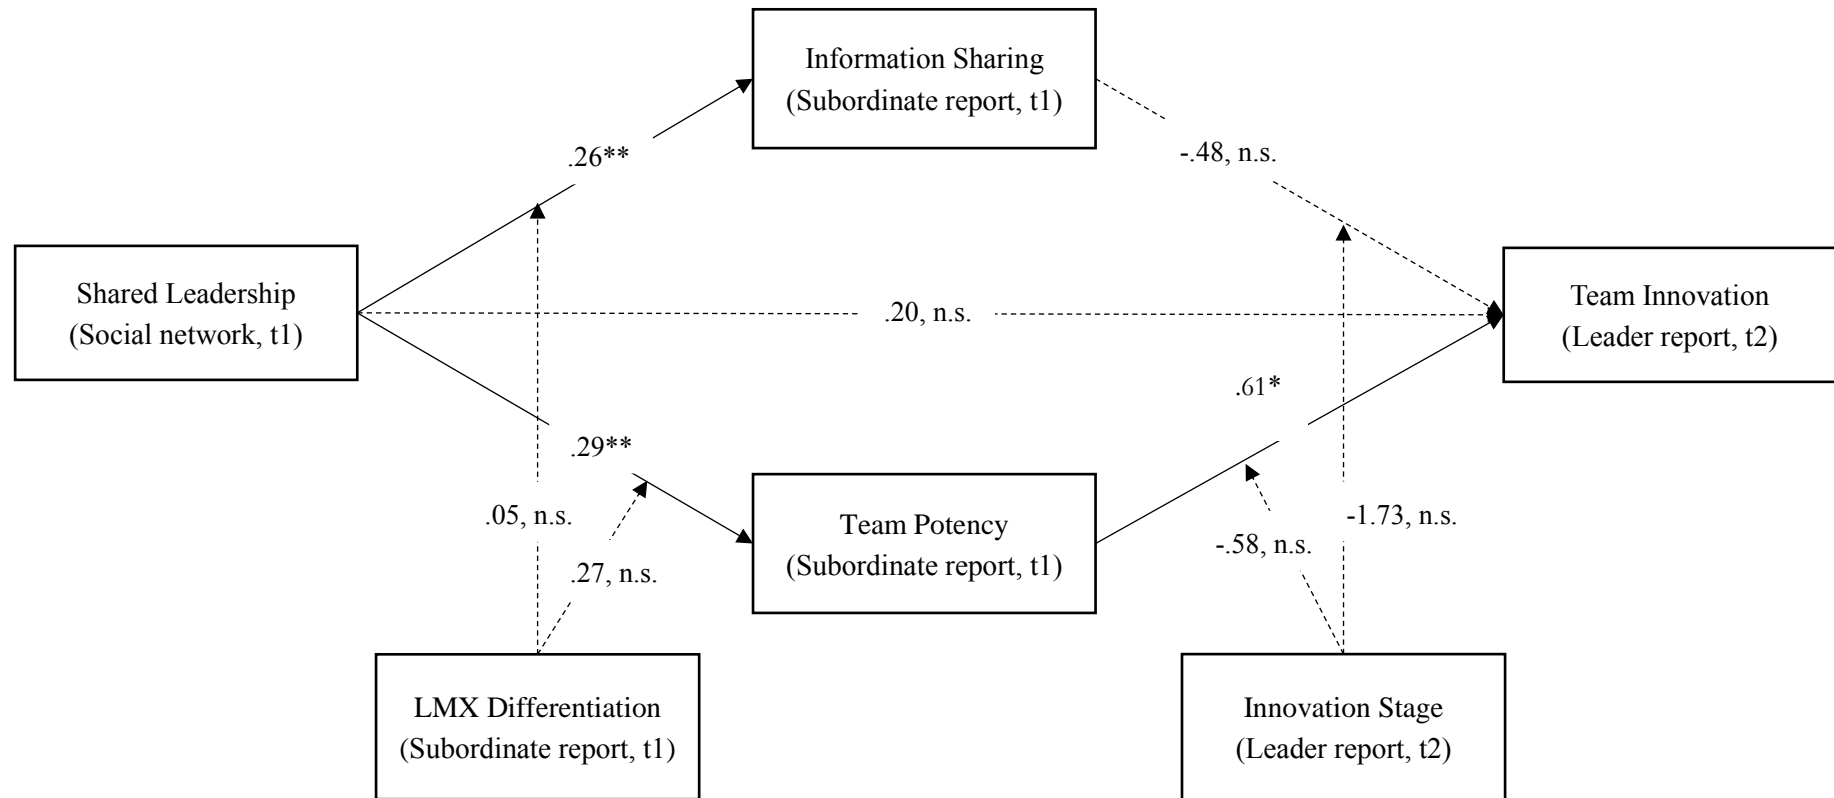 Information Sharing
(Subordinate report, t1)
.26**
-.48, n.s.
Shared Leadership
(Social network, t1)
.20, n.s.
Team Innovation
(Leader report, t2)
.29**
.61*
Team Potency
(Subordinate report, t1)
.05, n.s.
.27, n.s.
-.58, n.s.
-1.73, n.s.
LMX Differentiation
(Subordinate report, t1)
Innovation Stage
(Leader report, t2)